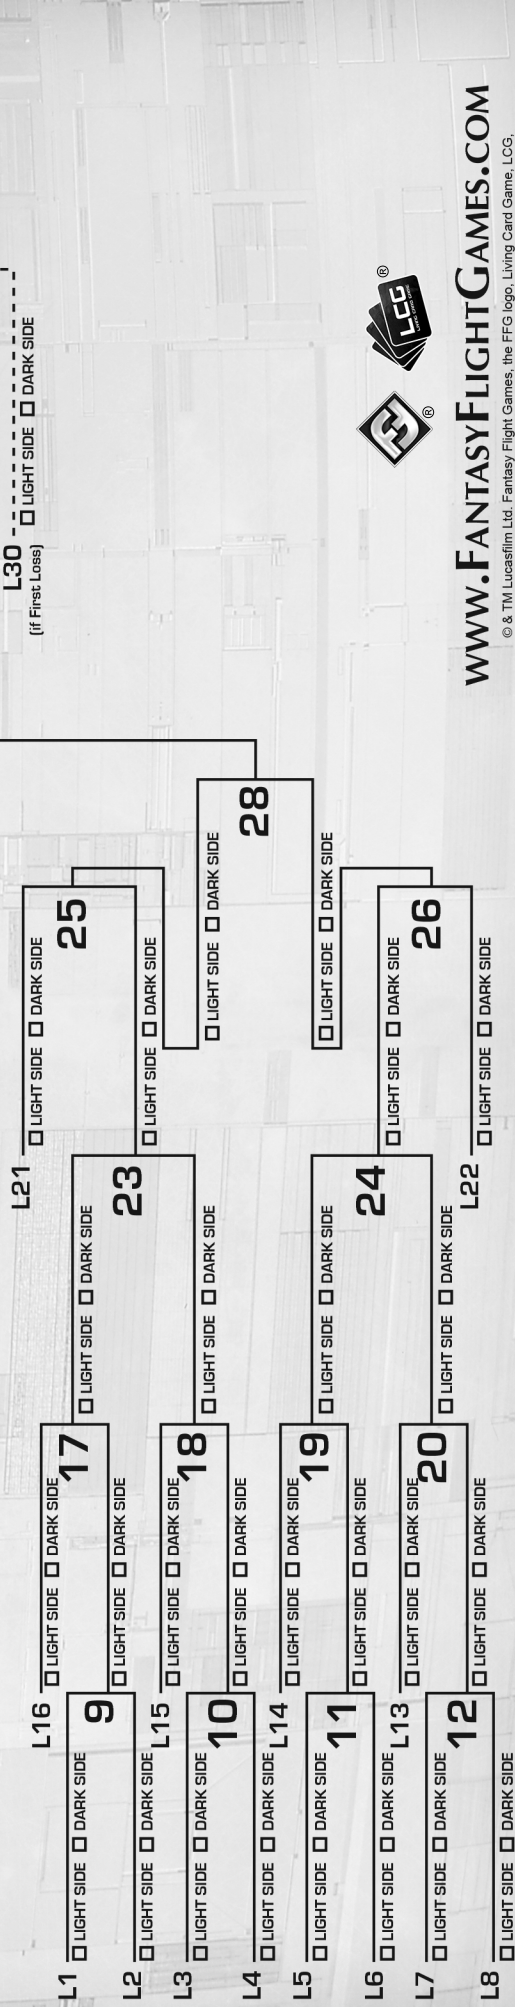 L30
☐ LIGHT SIDE ☐ DARK SIDE
(if First Loss)
L21
☐ LIGHT SIDE ☐ DARK SIDE
25
☐ LIGHT SIDE ☐ DARK SIDE
☐ LIGHT SIDE ☐ DARK SIDE
28
☐ LIGHT SIDE ☐ DARK SIDE
☐ LIGHT SIDE ☐ DARK SIDE
26
☐ LIGHT SIDE ☐ DARK SIDE
L22
☐ LIGHT SIDE ☐ DARK SIDE
23
☐ LIGHT SIDE ☐ DARK SIDE
☐ LIGHT SIDE ☐ DARK SIDE
24
☐ LIGHT SIDE ☐ DARK SIDE
☐ LIGHT SIDE ☐ DARK SIDE
L16
☐ LIGHT SIDE ☐ DARK SIDE
17
☐ LIGHT SIDE ☐ DARK SIDE
L15
☐ LIGHT SIDE ☐ DARK SIDE
18
☐ LIGHT SIDE ☐ DARK SIDE
L14
☐ LIGHT SIDE ☐ DARK SIDE
19
☐ LIGHT SIDE ☐ DARK SIDE
L13
☐ LIGHT SIDE ☐ DARK SIDE
20
☐ LIGHT SIDE ☐ DARK SIDE
L1
☐ LIGHT SIDE ☐ DARK SIDE
9
L2
☐ LIGHT SIDE ☐ DARK SIDE
L3
☐ LIGHT SIDE ☐ DARK SIDE
10
L4
☐ LIGHT SIDE ☐ DARK SIDE
L5
☐ LIGHT SIDE ☐ DARK SIDE
11
L6
☐ LIGHT SIDE ☐ DARK SIDE
L7
☐ LIGHT SIDE ☐ DARK SIDE
12
L8
☐ LIGHT SIDE ☐ DARK SIDE
®
LCG ®
WWW.FANTASYFLIGHTGAMES.COM
© & TM Lucasfilm Ltd. Fantasy Flight Games, the FFG logo, Living Card Game, LCG,